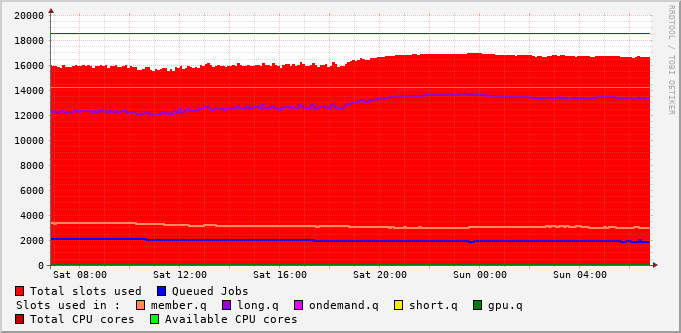 20000
18000
16000
14000
12000
10000
8000
6000
4000
2000
0
Sat 08:00 Sat 12:00 Sat 16:00 Sat 20:00 Sun 00:00 Sun 04:00
RRDTOOL / TOBI OETIKER
Total slots used Queued Jobs
Slots used in : member.q long.q ondemand.q short.q gpu.q
Total CPU cores Available CPU cores